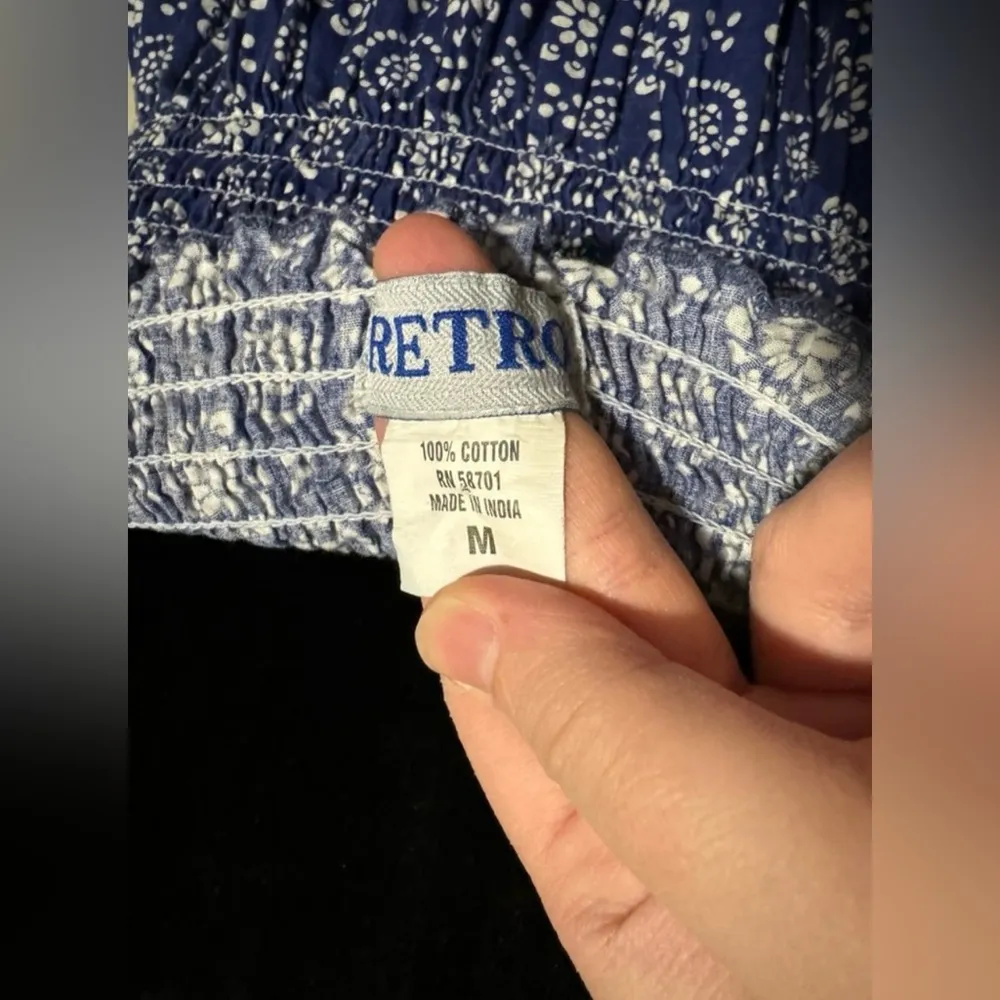 RETRO
100% COTTON
RN 58701
MADE IN INDIA
M